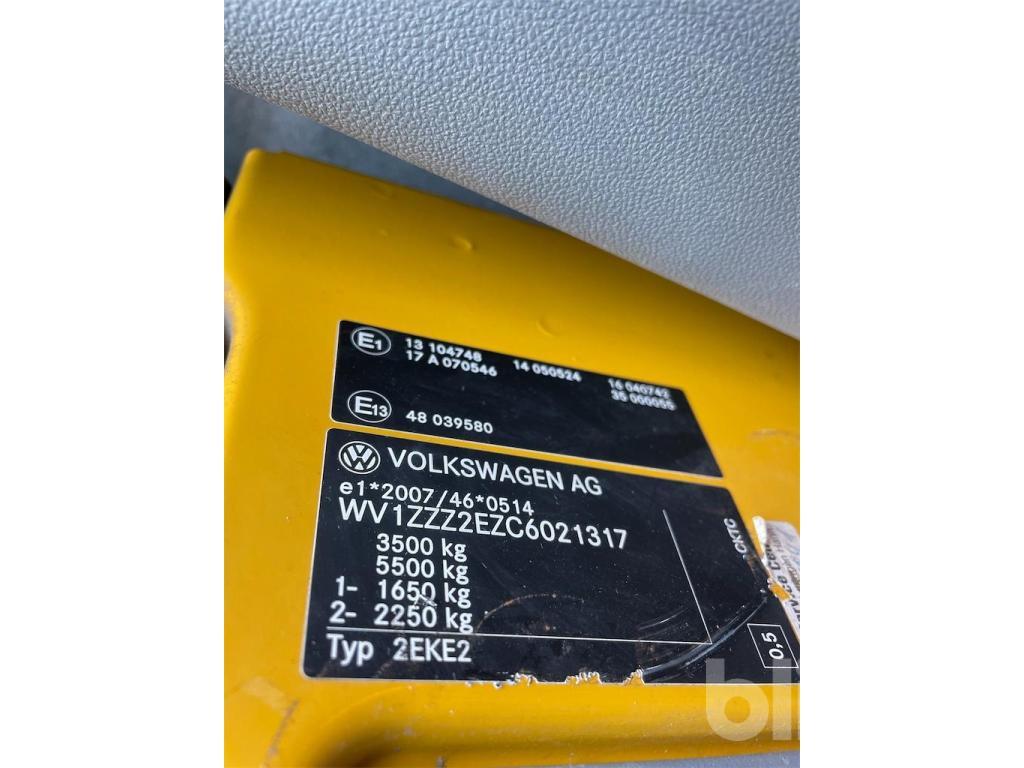 E1 13 104748 14 050524 16 040742
17 A 070546 35 000055
E13 48 039580
VOLKSWAGEN AG
e1*2007/46*0514
WV1ZZZ2EZC6021317
3500 kg
5500 kg
1- 1650 kg
2- 2250 kg
Typ 2EKE2
CKTC
0,5